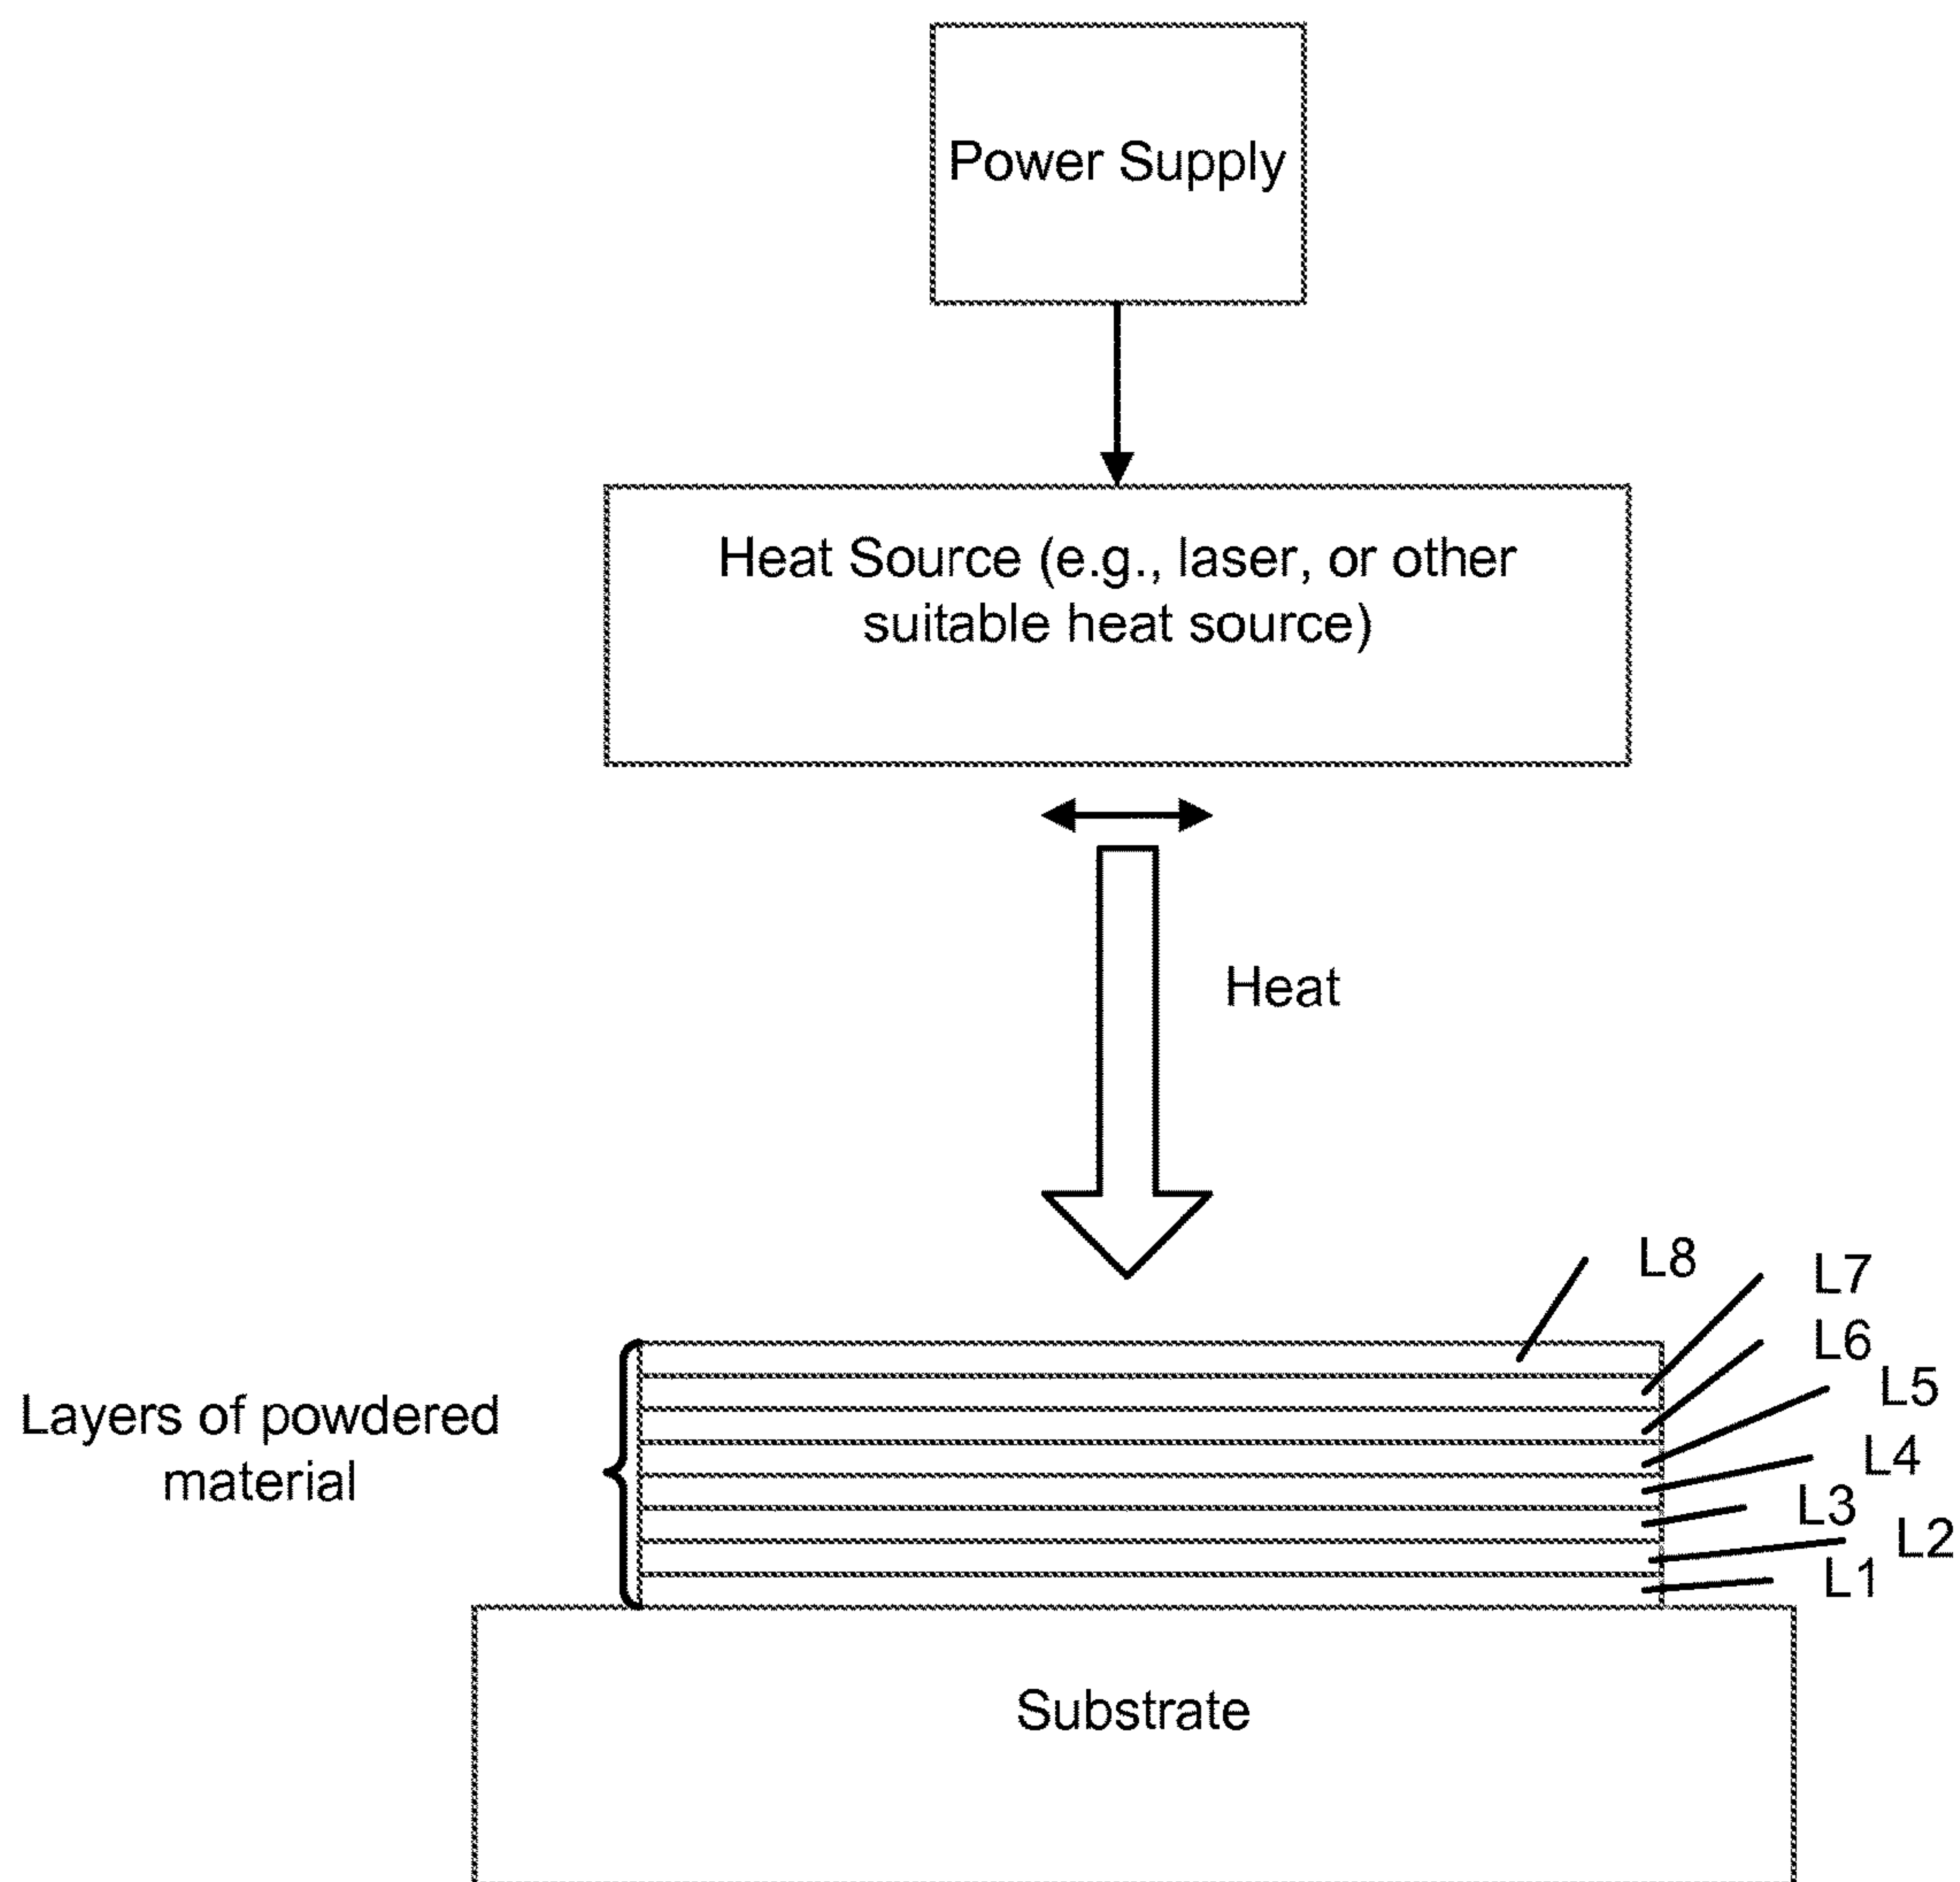 Power Supply
Heat Source (e.g., laser, or other
suitable heat source)
Heat
L8
L7
L6
L5
L4
L3
L2
L1
Layers of powdered
material
Substrate